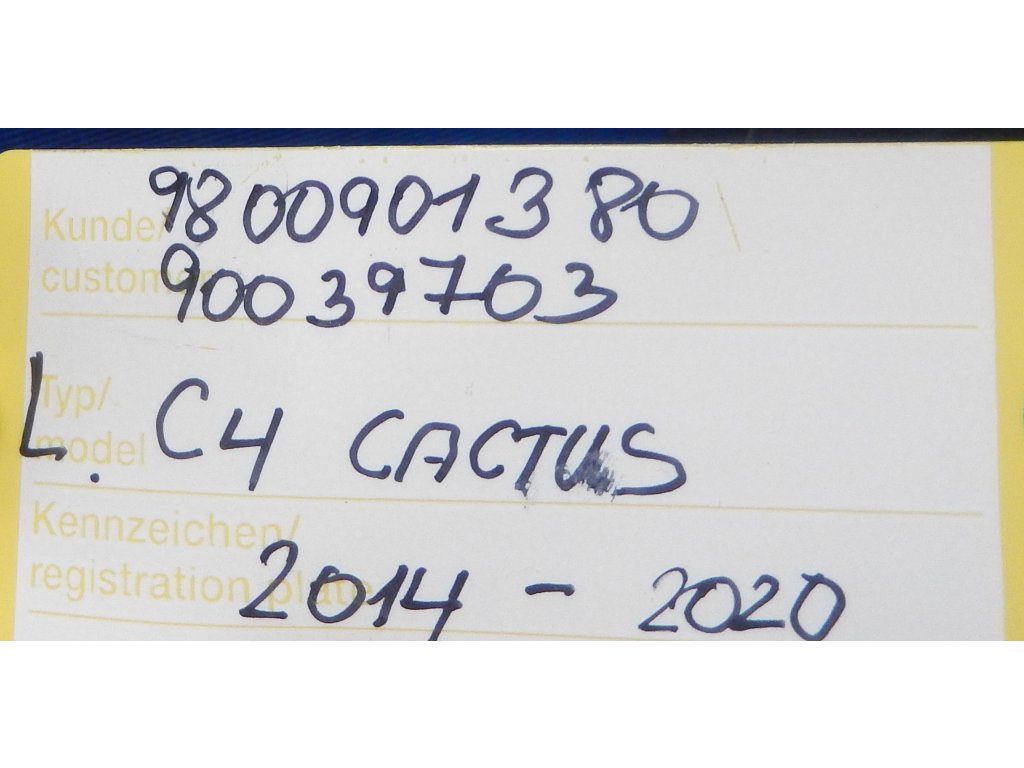 9800901380
Kunde/
customer
90039703
Typ/
L. C4 CACTUS
model
Kennzeichen/
registration plate
2014 - 2020